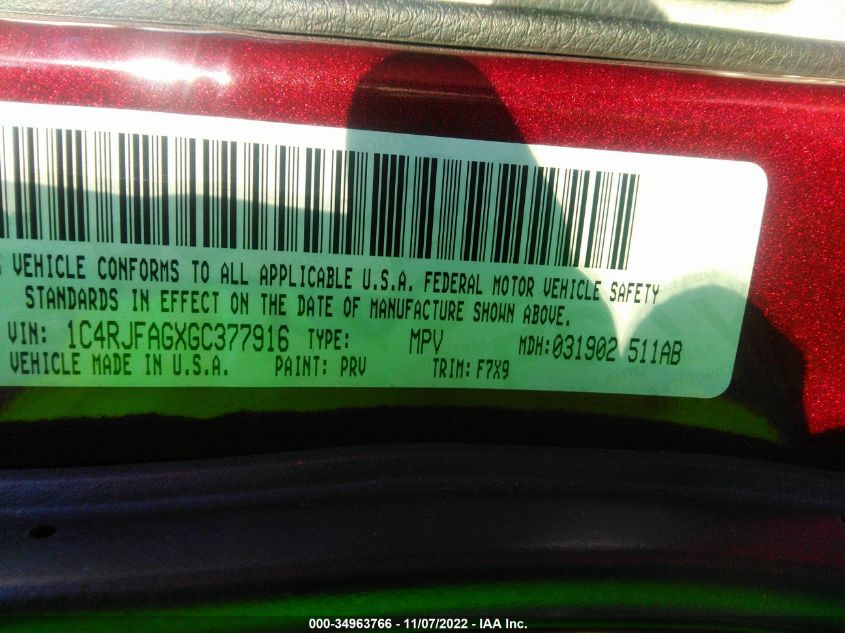 VEHICLE CONFORMS TO ALL APPLICABLE U.S.A. FEDERAL MOTOR VEHICLE SAFETY
STANDARDS IN EFFECT ON THE DATE OF MANUFACTURE SHOWN ABOVE.
VIN: 1C4RJFAGXGC377916 TYPE: MPV MDH:031902 511AB
VEHICLE MADE IN U.S.A. PAINT: PRV TRIM: F7X9
000-34963766 - 11/07/2022 - IAA Inc.